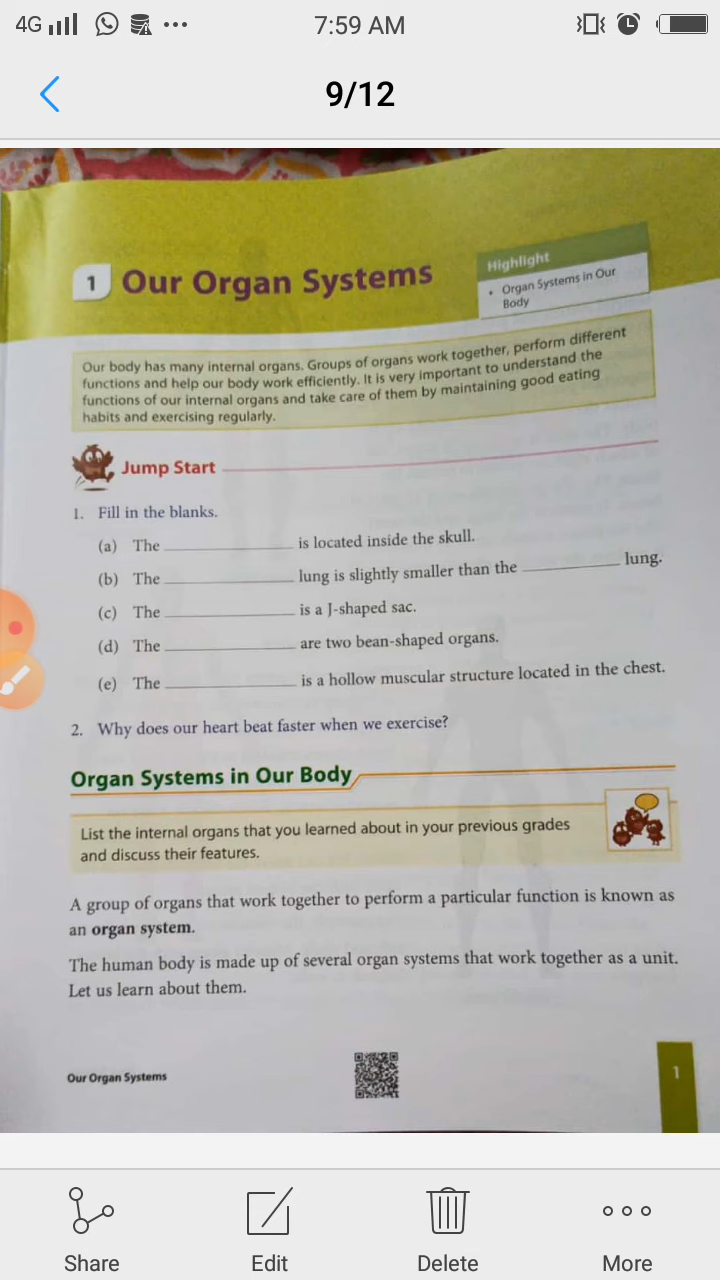 4G 7:59 AM
9/12
1 Our Organ Systems
Highlight
• Organ Systems in Our
Body
Our body has many internal organs. Groups of organs work together, perform different
functions and help our body work efficiently. It is very important to understand the
functions of our internal organs and take care of them by maintaining good eating
habits and exercising regularly.
Jump Start
1. Fill in the blanks.
(a) The ____________ is located inside the skull.
(b) The ____________ lung is slightly smaller than the ____________ lung.
(c) The ____________ is a J-shaped sac.
(d) The ____________ are two bean-shaped organs.
(e) The ____________ is a hollow muscular structure located in the chest.
2. Why does our heart beat faster when we exercise?
Organ Systems in Our Body
List the internal organs that you learned about in your previous grades
and discuss their features.
A group of organs that work together to perform a particular function is known as
an organ system.
The human body is made up of several organ systems that work together as a unit.
Let us learn about them.
Our Organ Systems
1
Share Edit Delete More